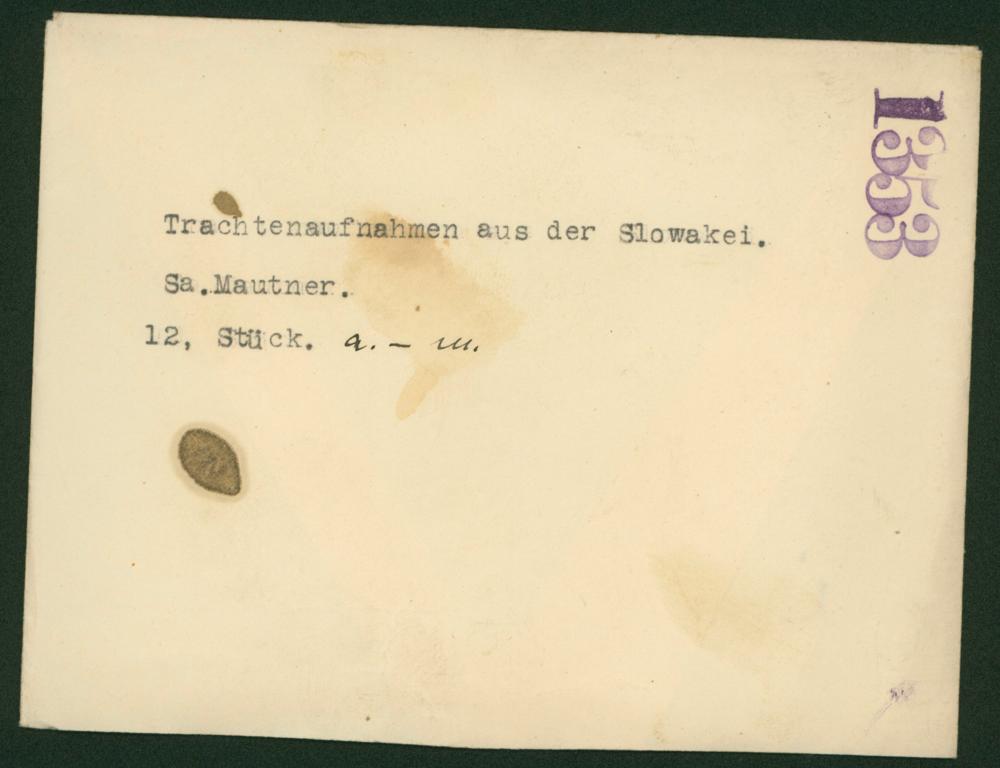 Trachtenaufnahmen aus der Slowakei.
Sa.Mautner.
12, Stück. a. – m.
1353